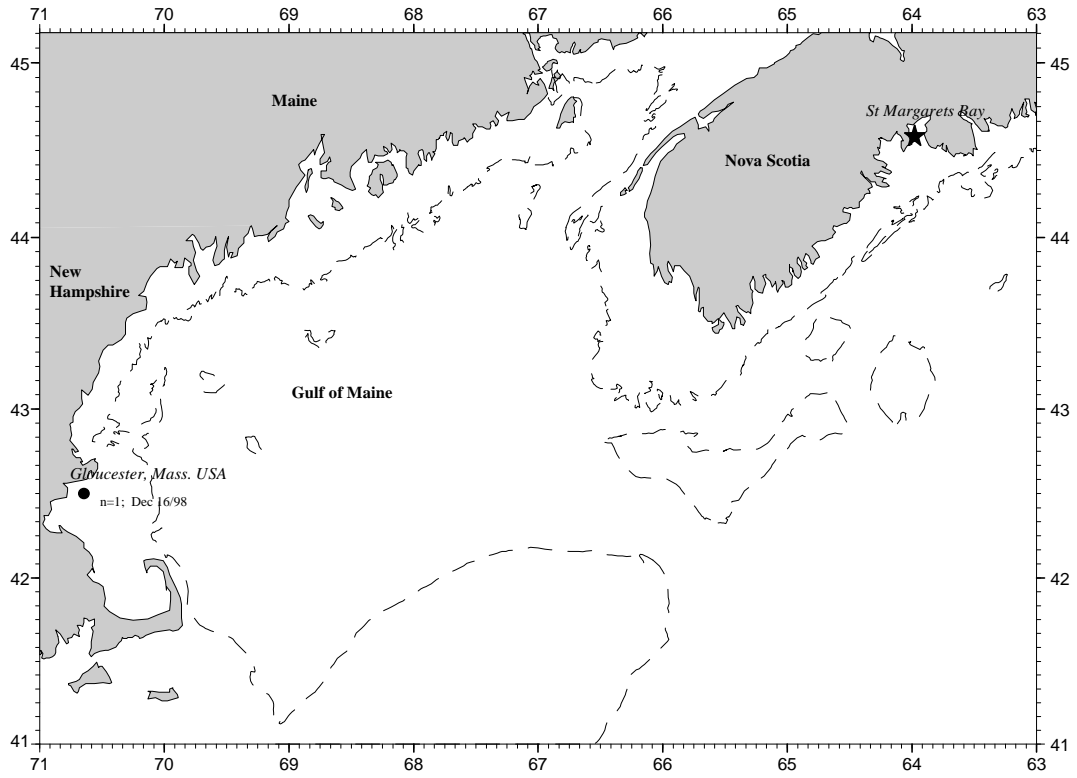 71 70 69 68 67 66 65 64 63
45 45
Maine
St Margarets Bay
Nova Scotia
44 44
New
Hampshire
Gulf of Maine
43 43
Gloucester, Mass. USA
n=1; Dec 16/98
42 42
41 41
71 70 69 68 67 66 65 64 63